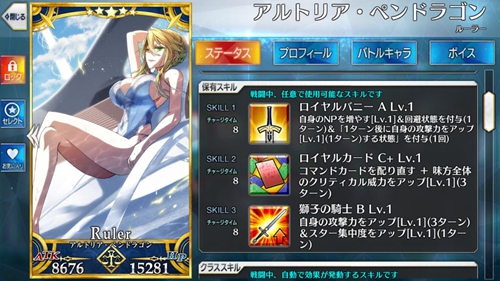 閉じる
アルトリア・ペンドラゴン
ルーラー
ステータス
プロフィール
バトルキャラ
ボイス
ロック
セレクト
お気に入り
保有スキル
戦闘中、任意で使用可能なスキルです
SKILL 1
チャージタイム
8
ロイヤルバニー A Lv.1
自身のNPを増やす[Lv.1]&回避状態を付与(1
ターン)&「1ターン後に自身の攻撃力をアップ
[Lv.1](1ターン)する状態」を付与(1回)
SKILL 2
チャージタイム
8
ロイヤルカード C+ Lv.1
コマンドカードを配り直す + 味方全体
のクリティカル威力をアップ[Lv.1](3
ターン)
SKILL 3
チャージタイム
8
獅子の騎士 B Lv.1
自身の攻撃力をアップ[Lv.1](3ターン)
&スター集中度をアップ[Lv.1](1ター
ン)
Ruler
アルトリア・ペンドラゴン
ATK
HP
8676
15281
クラススキル
戦闘中、自動で効果が発動するスキルです